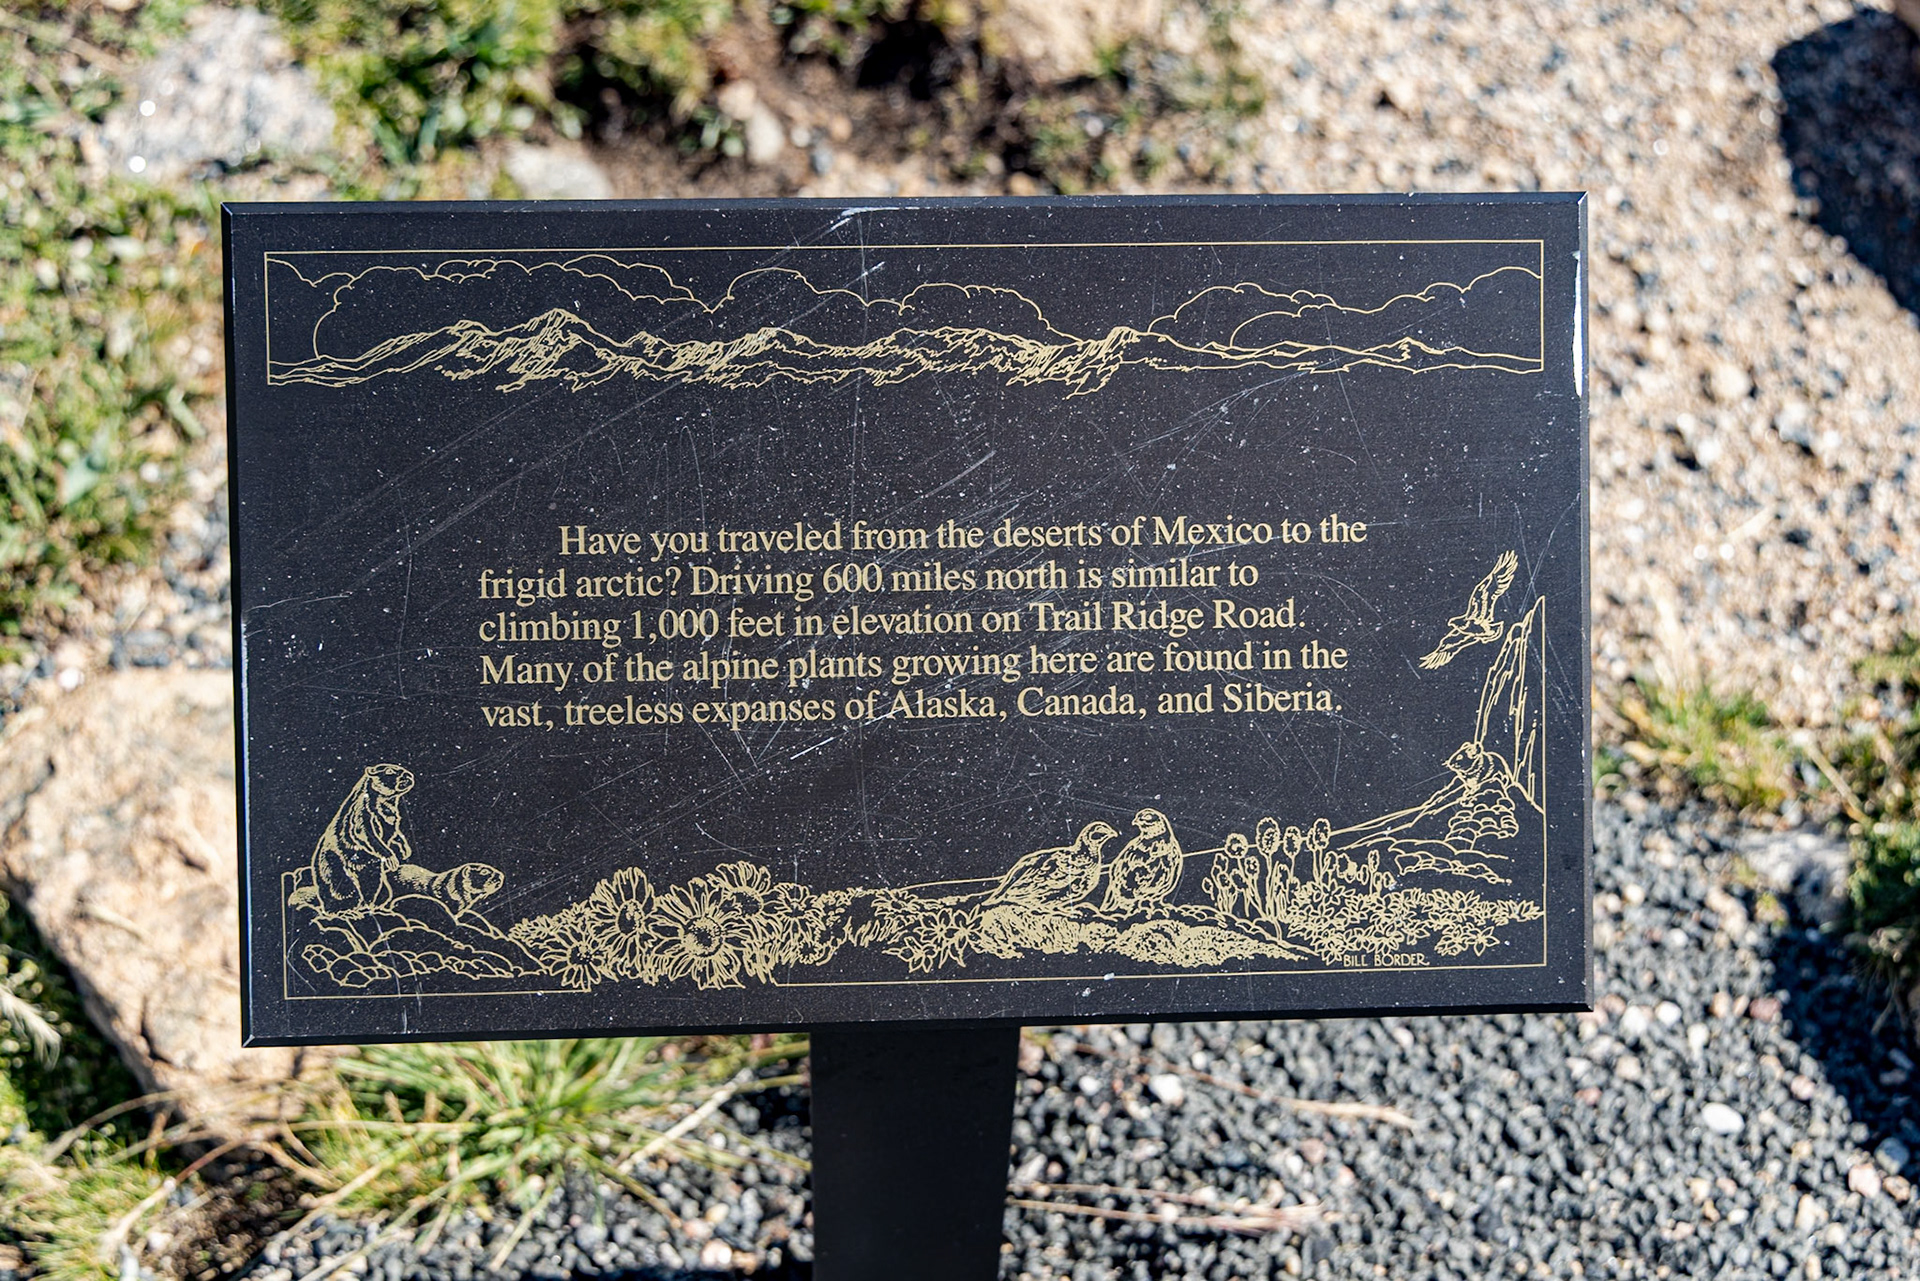 Have you traveled from the deserts of Mexico to the
frigid arctic? Driving 600 miles north is similar to
climbing 1,000 feet in elevation on Trail Ridge Road.
Many of the alpine plants growing here are found in the
vast, treeless expanses of Alaska, Canada, and Siberia.
BILL BORDER